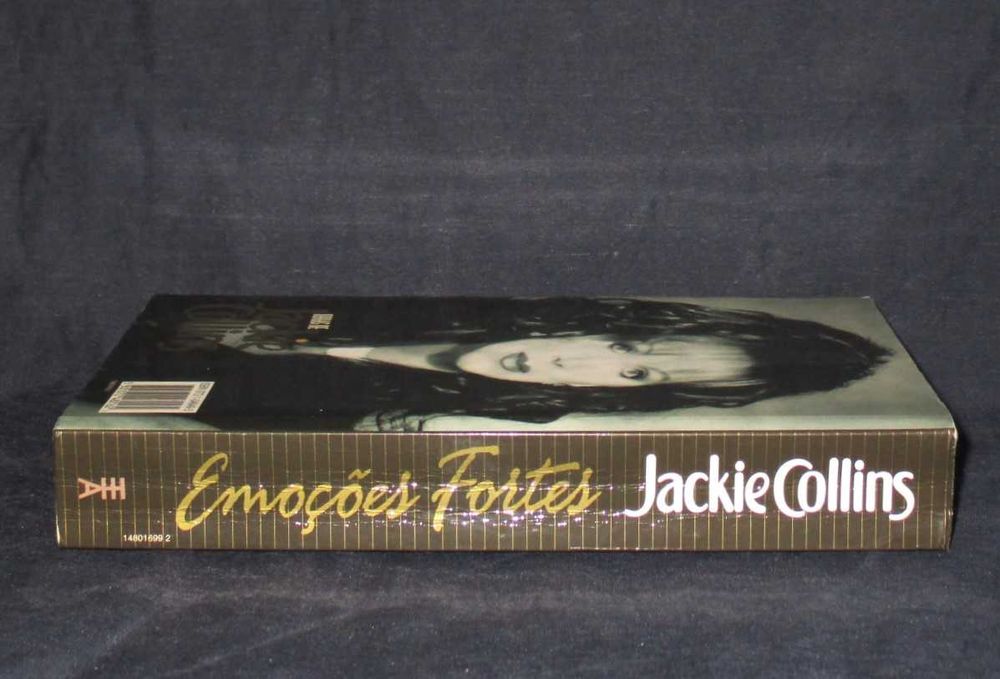 Emoções Fortes
Jackie Collins
14801699 2